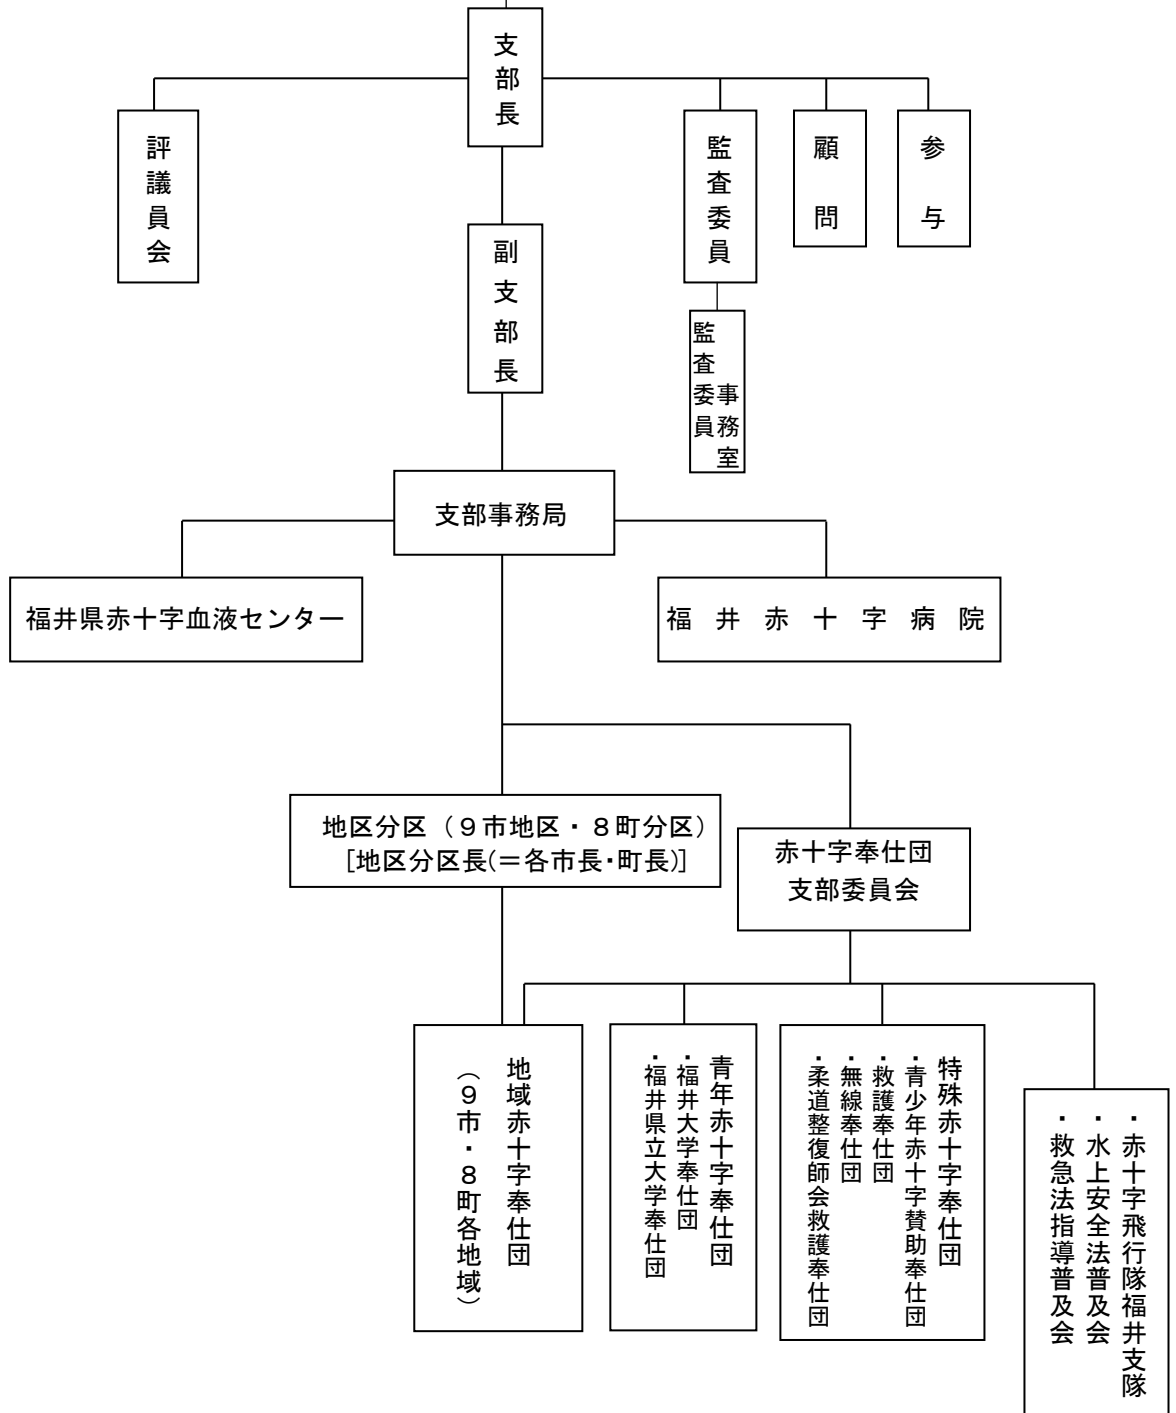 支部長
評議員会
監査委員
顧問
参与
副支部長
監査委員
事務室
支部事務局
福井県赤十字血液センター
福井赤十字病院
地区分区（９市地区・８町分区）
［地区分区長(＝各市長・町長)］
赤十字奉仕団
支部委員会
地域赤十字奉仕団
（９市・８町各地域）
青年赤十字奉仕団
・福井大学奉仕団
・福井県立大学奉仕団
特殊赤十字奉仕団
・青少年赤十字賛助奉仕団
・救護奉仕団
・無線奉仕団
・柔道整復師会救護奉仕団
・赤十字飛行隊福井支隊
・水上安全法普及会
・救急法指導普及会